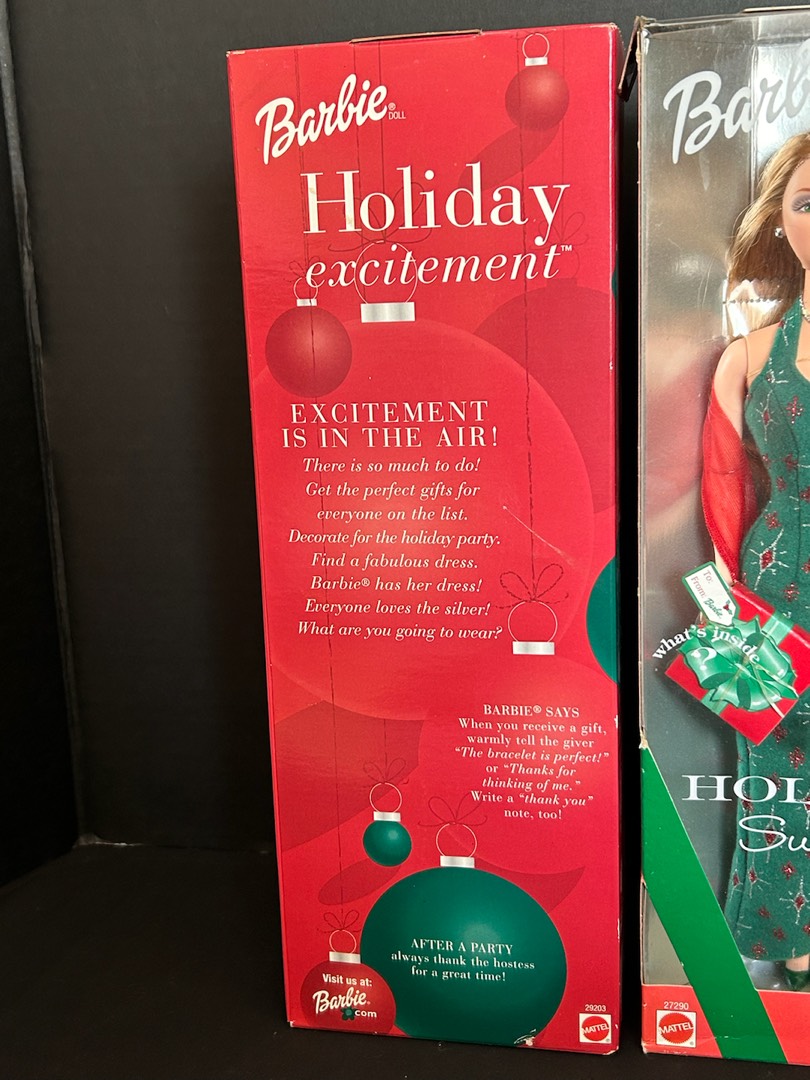 Barbie® DOLL
Holiday
excitement™
EXCITEMENT
IS IN THE AIR!
There is so much to do!
Get the perfect gifts for
everyone on the list.
Decorate for the holiday party.
Find a fabulous dress.
Barbie® has her dress!
Everyone loves the silver!
What are you going to wear?
BARBIE® SAYS
When you receive a gift,
warmly tell the giver
"The bracelet is perfect!"
or "Thanks for
thinking of me."
Write a "thank you"
note, too!
AFTER A PARTY
always thank the hostess
for a great time!
Visit us at:
Barbie.
com
29203
MATTEL
Barb
To:
From: Barbie
what's inside
?
HOL
Su
27290
MATTEL